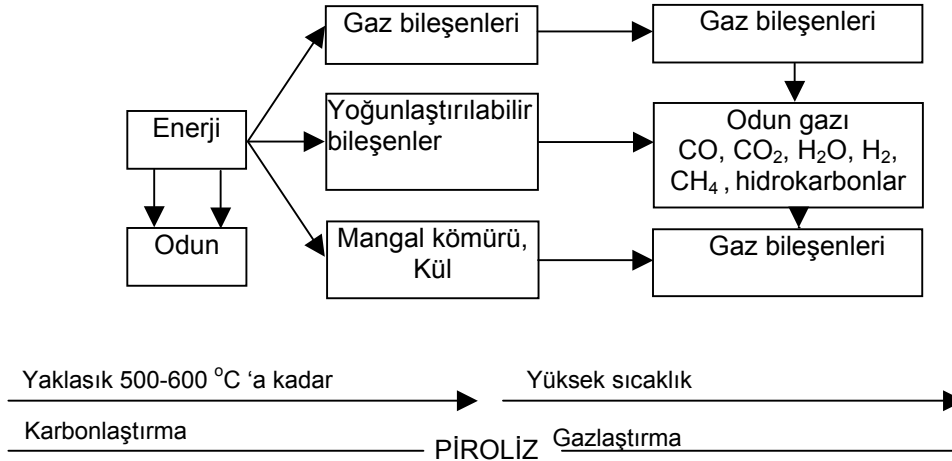 Gaz bileşenleri
Gaz bileşenleri
Enerji
Yoğunlaştırılabilir
bileşenler
Odun gazı
CO, CO₂, H₂O, H₂,
CH₄ , hidrokarbonlar
Odun
Mangal kömürü,
Kül
Gaz bileşenleri
Yaklaşık 500-600 °C ‘a kadar
Yüksek sıcaklık
Karbonlaştırma
PİROLİZ
Gazlaştırma